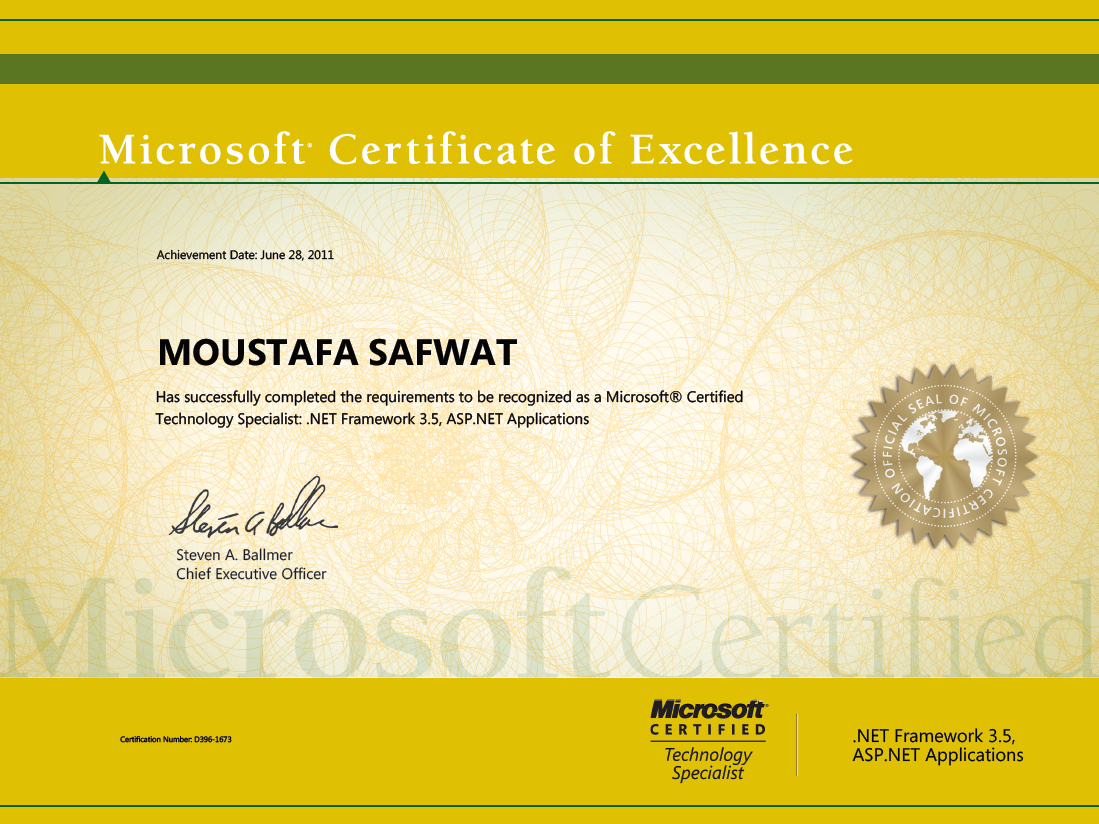 Microsoft® Certificate of Excellence
Achievement Date: June 28, 2011
MOUSTAFA SAFWAT
Has successfully completed the requirements to be recognized as a Microsoft® Certified
Technology Specialist: .NET Framework 3.5, ASP.NET Applications
OFFICIAL SEAL OF MICROSOFT CERTIFICATION
Steven A. Ballmer
Steven A. Ballmer
Chief Executive Officer
MicrosoftCertified
Certification Number: D396-1673
Microsoft®
CERTIFIED
Technology
Specialist
.NET Framework 3.5,
ASP.NET Applications